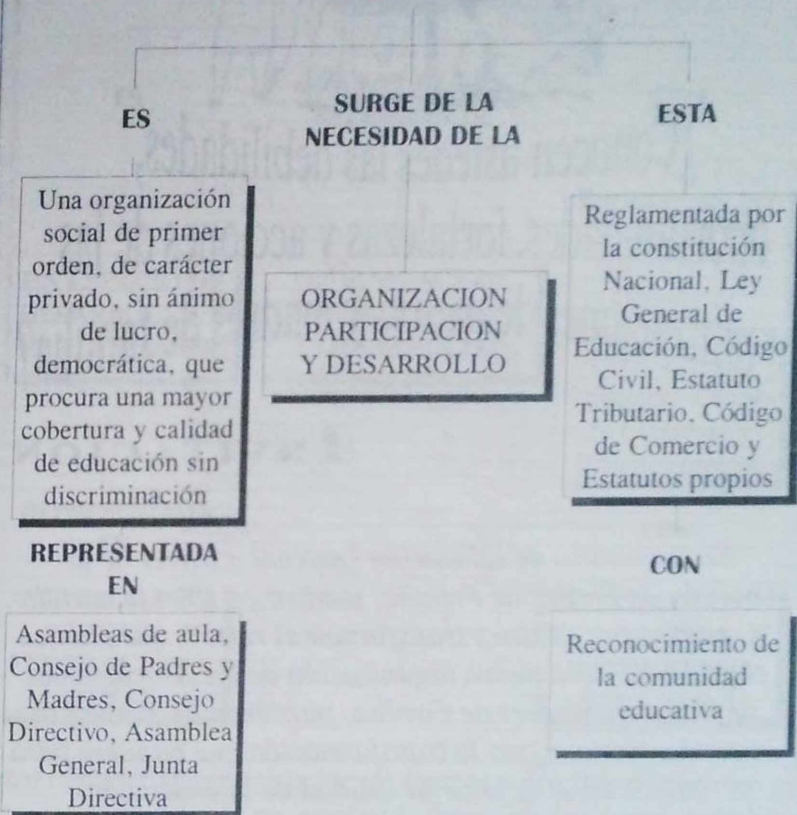 ES
Una organización
social de primer
orden, de carácter
privado, sin ánimo
de lucro,
democrática, que
procura una mayor
cobertura y calidad
de educación sin
discriminación
REPRESENTADA
EN
Asambleas de aula,
Consejo de Padres y
Madres, Consejo
Directivo, Asamblea
General, Junta
Directiva
SURGE DE LA
NECESIDAD DE LA
ORGANIZACION
PARTICIPACION
Y DESARROLLO
ESTA
Reglamentada por
la constitución
Nacional, Ley
General de
Educación, Código
Civil, Estatuto
Tributario, Código
de Comercio y
Estatutos propios
CON
Reconocimiento de
la comunidad
educativa